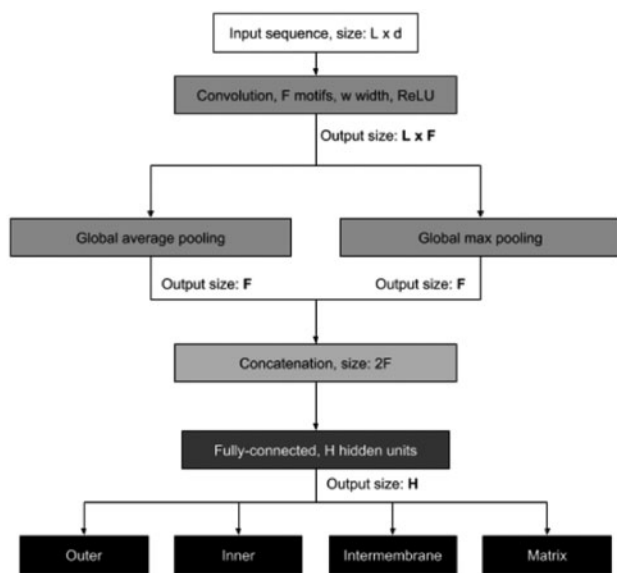 Input sequence, size: L x d
Convolution, F motifs, w width, ReLU
Output size: L x F
Global average pooling
Global max pooling
Output size: F
Output size: F
Concatenation, size: 2F
Fully-connected, H hidden units
Output size: H
Outer
Inner
Intermembrane
Matrix